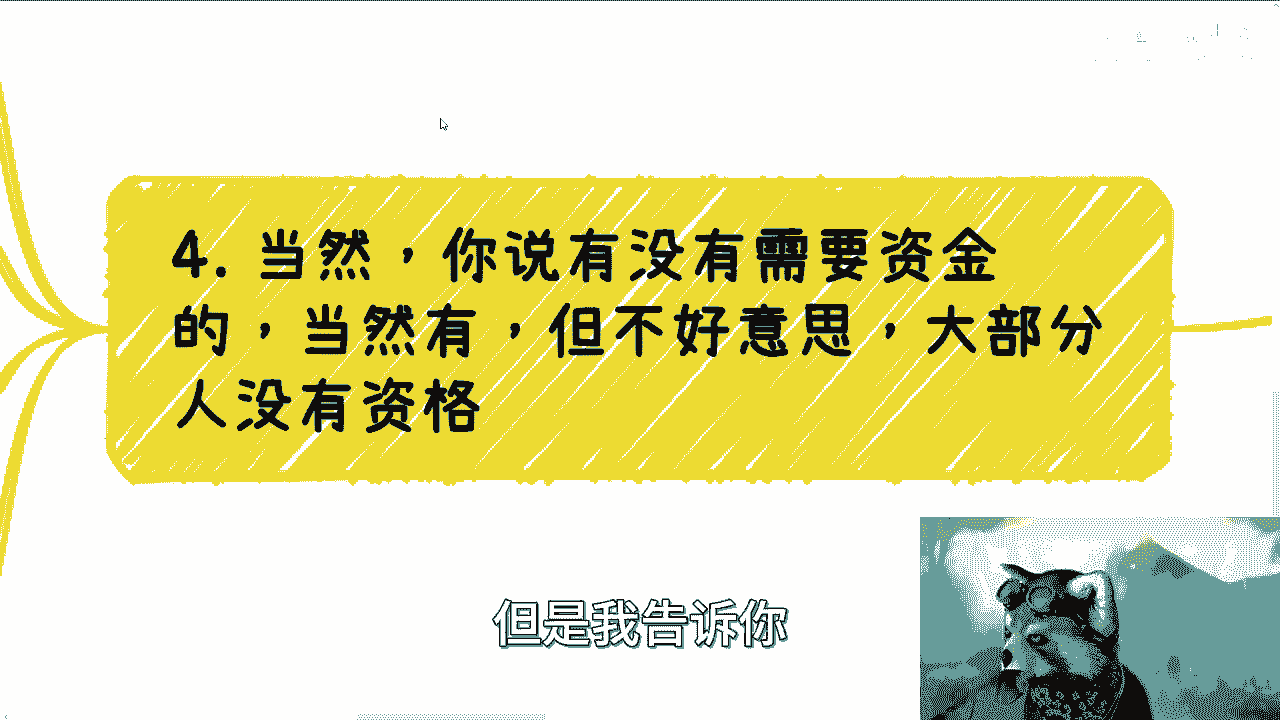 4. 当然，你说有没有需要资金
的，当然有，但不好意思，大部分
人没有资格
但是我告诉你